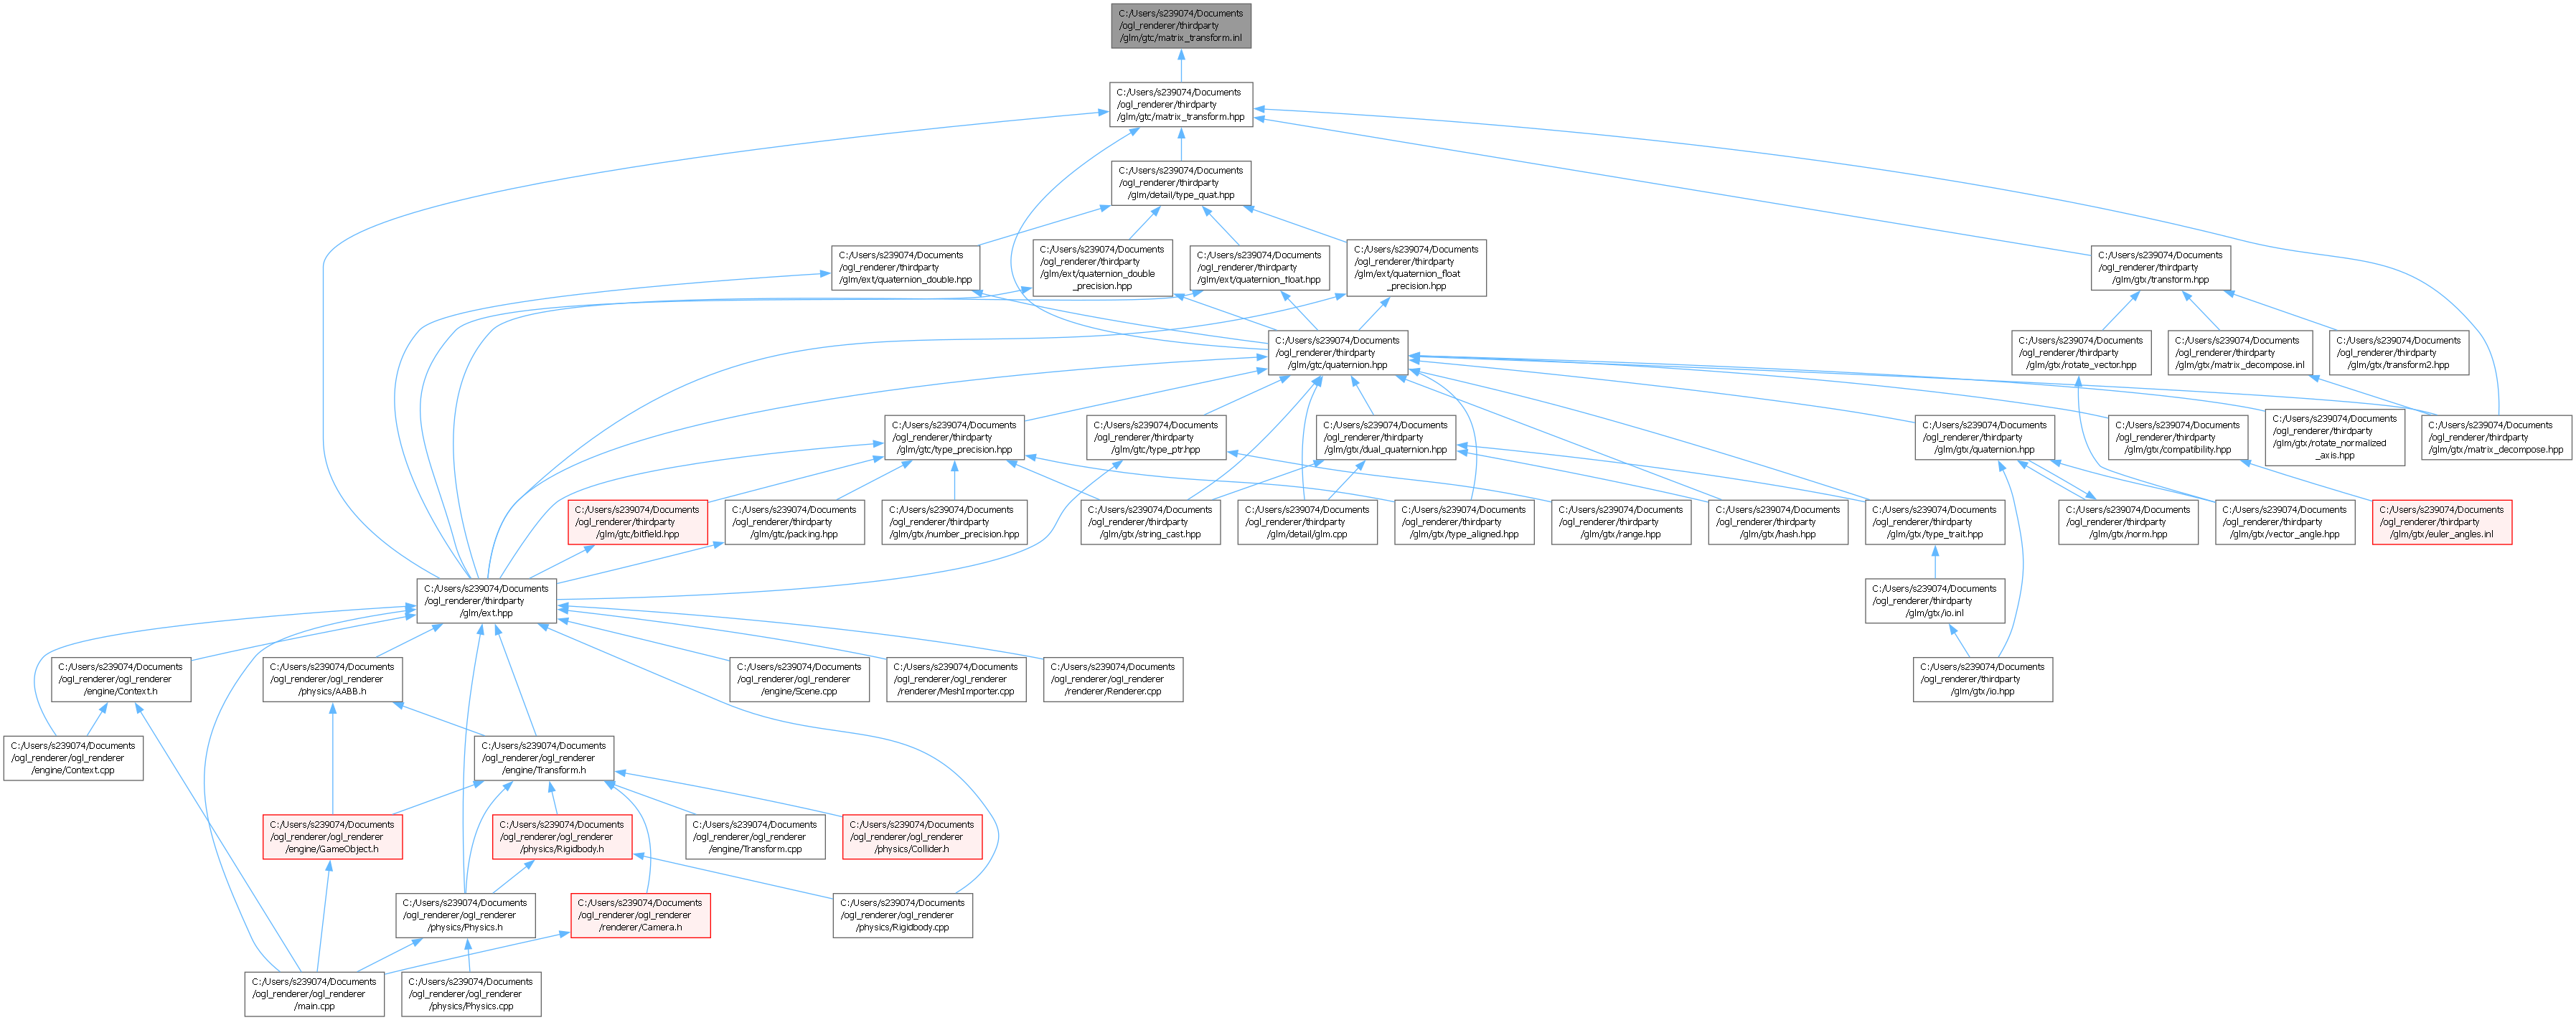 C:/Users/s239074/Documents
/ogl_renderer/thirdparty
/glm/gtc/matrix_transform.inl
C:/Users/s239074/Documents
/ogl_renderer/thirdparty
/glm/gtc/matrix_transform.hpp
C:/Users/s239074/Documents
/ogl_renderer/thirdparty
/glm/detail/type_quat.hpp
C:/Users/s239074/Documents
/ogl_renderer/thirdparty
/glm/ext/quaternion_double.hpp
C:/Users/s239074/Documents
/ogl_renderer/thirdparty
/glm/ext/quaternion_double
_precision.hpp
C:/Users/s239074/Documents
/ogl_renderer/thirdparty
/glm/ext/quaternion_float.hpp
C:/Users/s239074/Documents
/ogl_renderer/thirdparty
/glm/ext/quaternion_float
_precision.hpp
C:/Users/s239074/Documents
/ogl_renderer/thirdparty
/glm/gtx/transform.hpp
C:/Users/s239074/Documents
/ogl_renderer/thirdparty
/glm/gtc/quaternion.hpp
C:/Users/s239074/Documents
/ogl_renderer/thirdparty
/glm/gtx/rotate_vector.hpp
C:/Users/s239074/Documents
/ogl_renderer/thirdparty
/glm/gtx/matrix_decompose.inl
C:/Users/s239074/Documents
/ogl_renderer/thirdparty
/glm/gtx/transform2.hpp
C:/Users/s239074/Documents
/ogl_renderer/thirdparty
/glm/gtc/type_precision.hpp
C:/Users/s239074/Documents
/ogl_renderer/thirdparty
/glm/gtc/type_ptr.hpp
C:/Users/s239074/Documents
/ogl_renderer/thirdparty
/glm/gtx/dual_quaternion.hpp
C:/Users/s239074/Documents
/ogl_renderer/thirdparty
/glm/gtx/quaternion.hpp
C:/Users/s239074/Documents
/ogl_renderer/thirdparty
/glm/gtx/compatibility.hpp
C:/Users/s239074/Documents
/ogl_renderer/thirdparty
/glm/gtx/rotate_normalized
_axis.hpp
C:/Users/s239074/Documents
/ogl_renderer/thirdparty
/glm/gtx/matrix_decompose.hpp
C:/Users/s239074/Documents
/ogl_renderer/thirdparty
/glm/gtc/bitfield.hpp
C:/Users/s239074/Documents
/ogl_renderer/thirdparty
/glm/gtc/packing.hpp
C:/Users/s239074/Documents
/ogl_renderer/thirdparty
/glm/gtx/number_precision.hpp
C:/Users/s239074/Documents
/ogl_renderer/thirdparty
/glm/gtx/string_cast.hpp
C:/Users/s239074/Documents
/ogl_renderer/thirdparty
/glm/detail/glm.cpp
C:/Users/s239074/Documents
/ogl_renderer/thirdparty
/glm/gtx/type_aligned.hpp
C:/Users/s239074/Documents
/ogl_renderer/thirdparty
/glm/gtx/range.hpp
C:/Users/s239074/Documents
/ogl_renderer/thirdparty
/glm/gtx/hash.hpp
C:/Users/s239074/Documents
/ogl_renderer/thirdparty
/glm/gtx/type_trait.hpp
C:/Users/s239074/Documents
/ogl_renderer/thirdparty
/glm/gtx/norm.hpp
C:/Users/s239074/Documents
/ogl_renderer/thirdparty
/glm/gtx/vector_angle.hpp
C:/Users/s239074/Documents
/ogl_renderer/thirdparty
/glm/gtx/euler_angles.inl
C:/Users/s239074/Documents
/ogl_renderer/thirdparty
/glm/ext.hpp
C:/Users/s239074/Documents
/ogl_renderer/thirdparty
/glm/gtx/io.inl
C:/Users/s239074/Documents
/ogl_renderer/ogl_renderer
/engine/Context.h
C:/Users/s239074/Documents
/ogl_renderer/ogl_renderer
/physics/AABB.h
C:/Users/s239074/Documents
/ogl_renderer/ogl_renderer
/engine/Scene.cpp
C:/Users/s239074/Documents
/ogl_renderer/ogl_renderer
/renderer/MeshImporter.cpp
C:/Users/s239074/Documents
/ogl_renderer/ogl_renderer
/renderer/Renderer.cpp
C:/Users/s239074/Documents
/ogl_renderer/thirdparty
/glm/gtx/io.hpp
C:/Users/s239074/Documents
/ogl_renderer/ogl_renderer
/engine/Context.cpp
C:/Users/s239074/Documents
/ogl_renderer/ogl_renderer
/engine/Transform.h
C:/Users/s239074/Documents
/ogl_renderer/ogl_renderer
/engine/GameObject.h
C:/Users/s239074/Documents
/ogl_renderer/ogl_renderer
/physics/Rigidbody.h
C:/Users/s239074/Documents
/ogl_renderer/ogl_renderer
/engine/Transform.cpp
C:/Users/s239074/Documents
/ogl_renderer/ogl_renderer
/physics/Collider.h
C:/Users/s239074/Documents
/ogl_renderer/ogl_renderer
/physics/Physics.h
C:/Users/s239074/Documents
/ogl_renderer/ogl_renderer
/renderer/Camera.h
C:/Users/s239074/Documents
/ogl_renderer/ogl_renderer
/physics/Rigidbody.cpp
C:/Users/s239074/Documents
/ogl_renderer/ogl_renderer
/main.cpp
C:/Users/s239074/Documents
/ogl_renderer/ogl_renderer
/physics/Physics.cpp